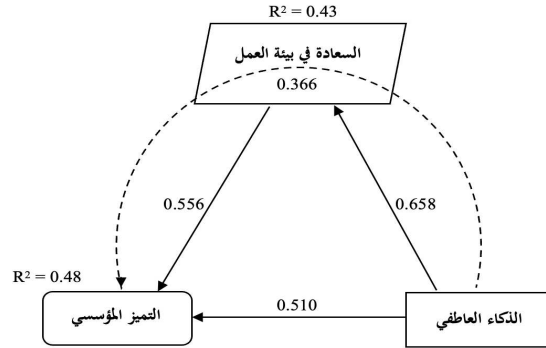 R² = 0.43
السعادة في بيئة العمل
0.366
0.556
0.658
R² = 0.48
0.510
التميز المؤسسي
الذكاء العاطفي